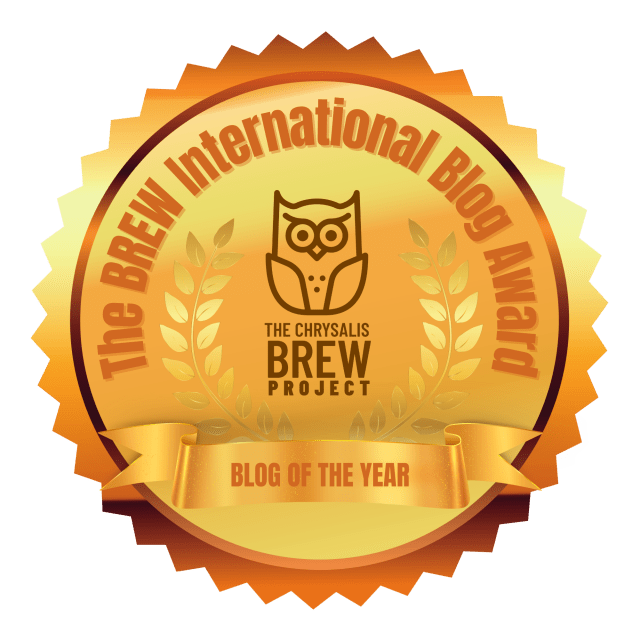 The BREW International Blog Award
THE CHRYSALIS
BREW
PROJECT
BLOG OF THE YEAR